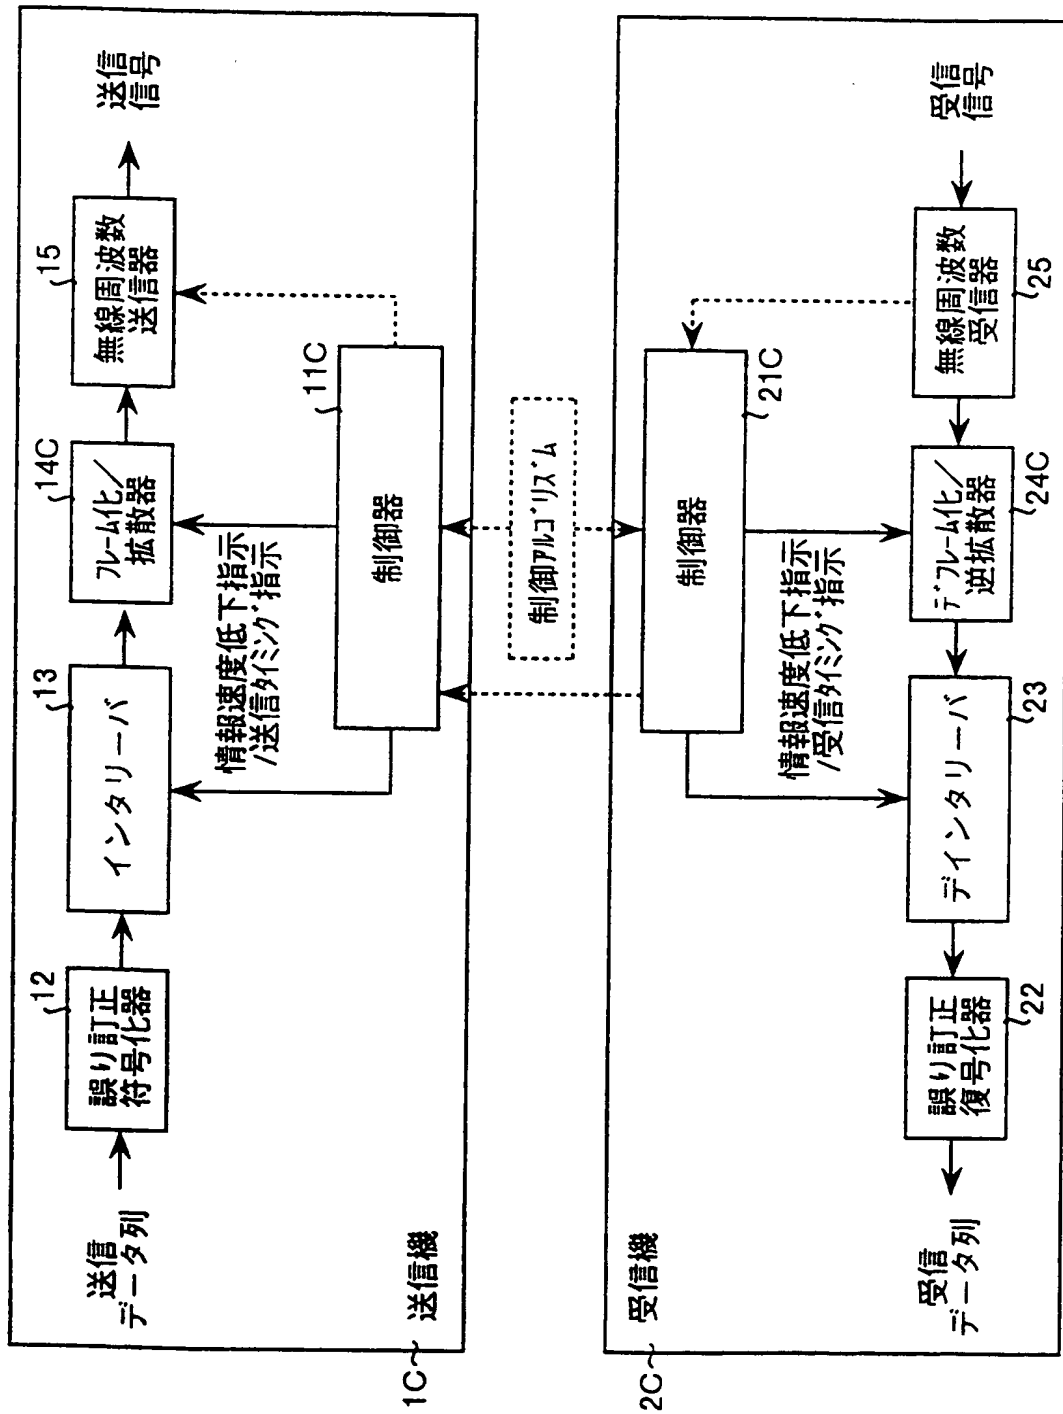 1C
送信機
送信
データ列
12
誤り訂正
符号化器
13
インタリーバ
14C
フレーム化/
拡散器
15
無線周波数
送信器
送信
信号
情報速度低下指示
/送信タイミング指示
11C
制御器
制御アルゴリズム
2C
受信機
21C
制御器
情報速度低下指示
/受信タイミング指示
受信
データ列
誤り訂正
復号化器
22
デインタリーバ
23
デフレーム化/
逆拡散器
24C
無線周波数
受信器
25
受信
信号